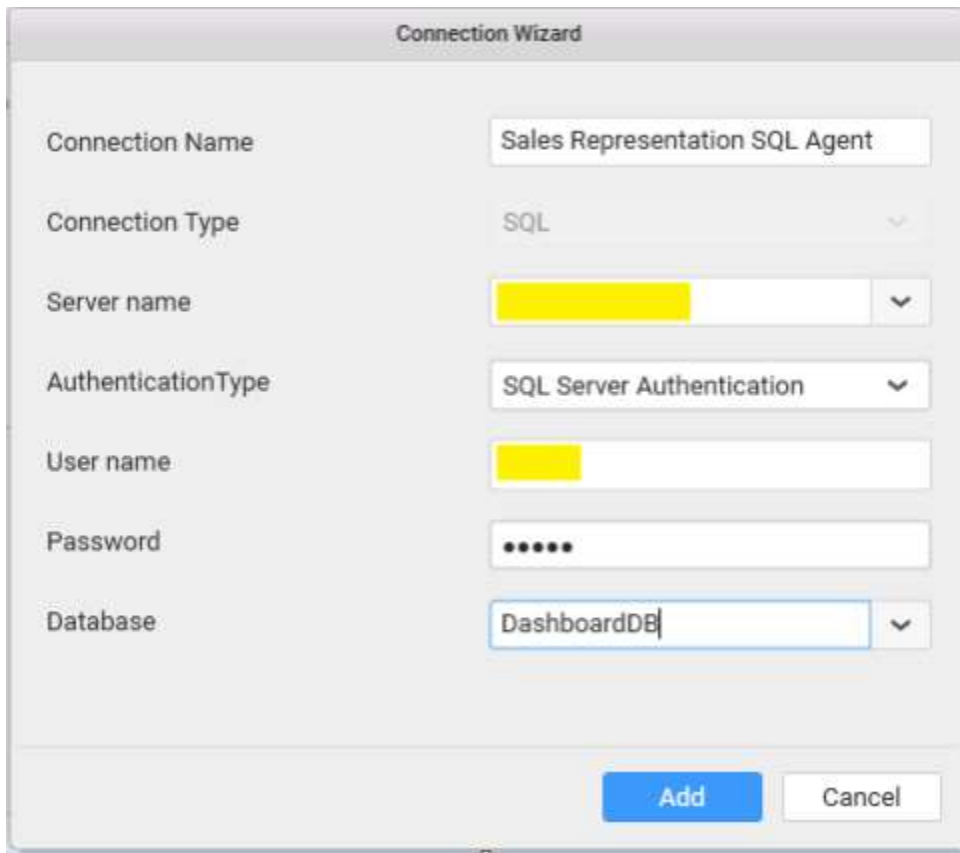 Connection Wizard
Connection Name Sales Representation SQL Agent
Connection Type SQL
Server name
AuthenticationType SQL Server Authentication
User name
Password •••••
Database DashboardDB
Add Cancel